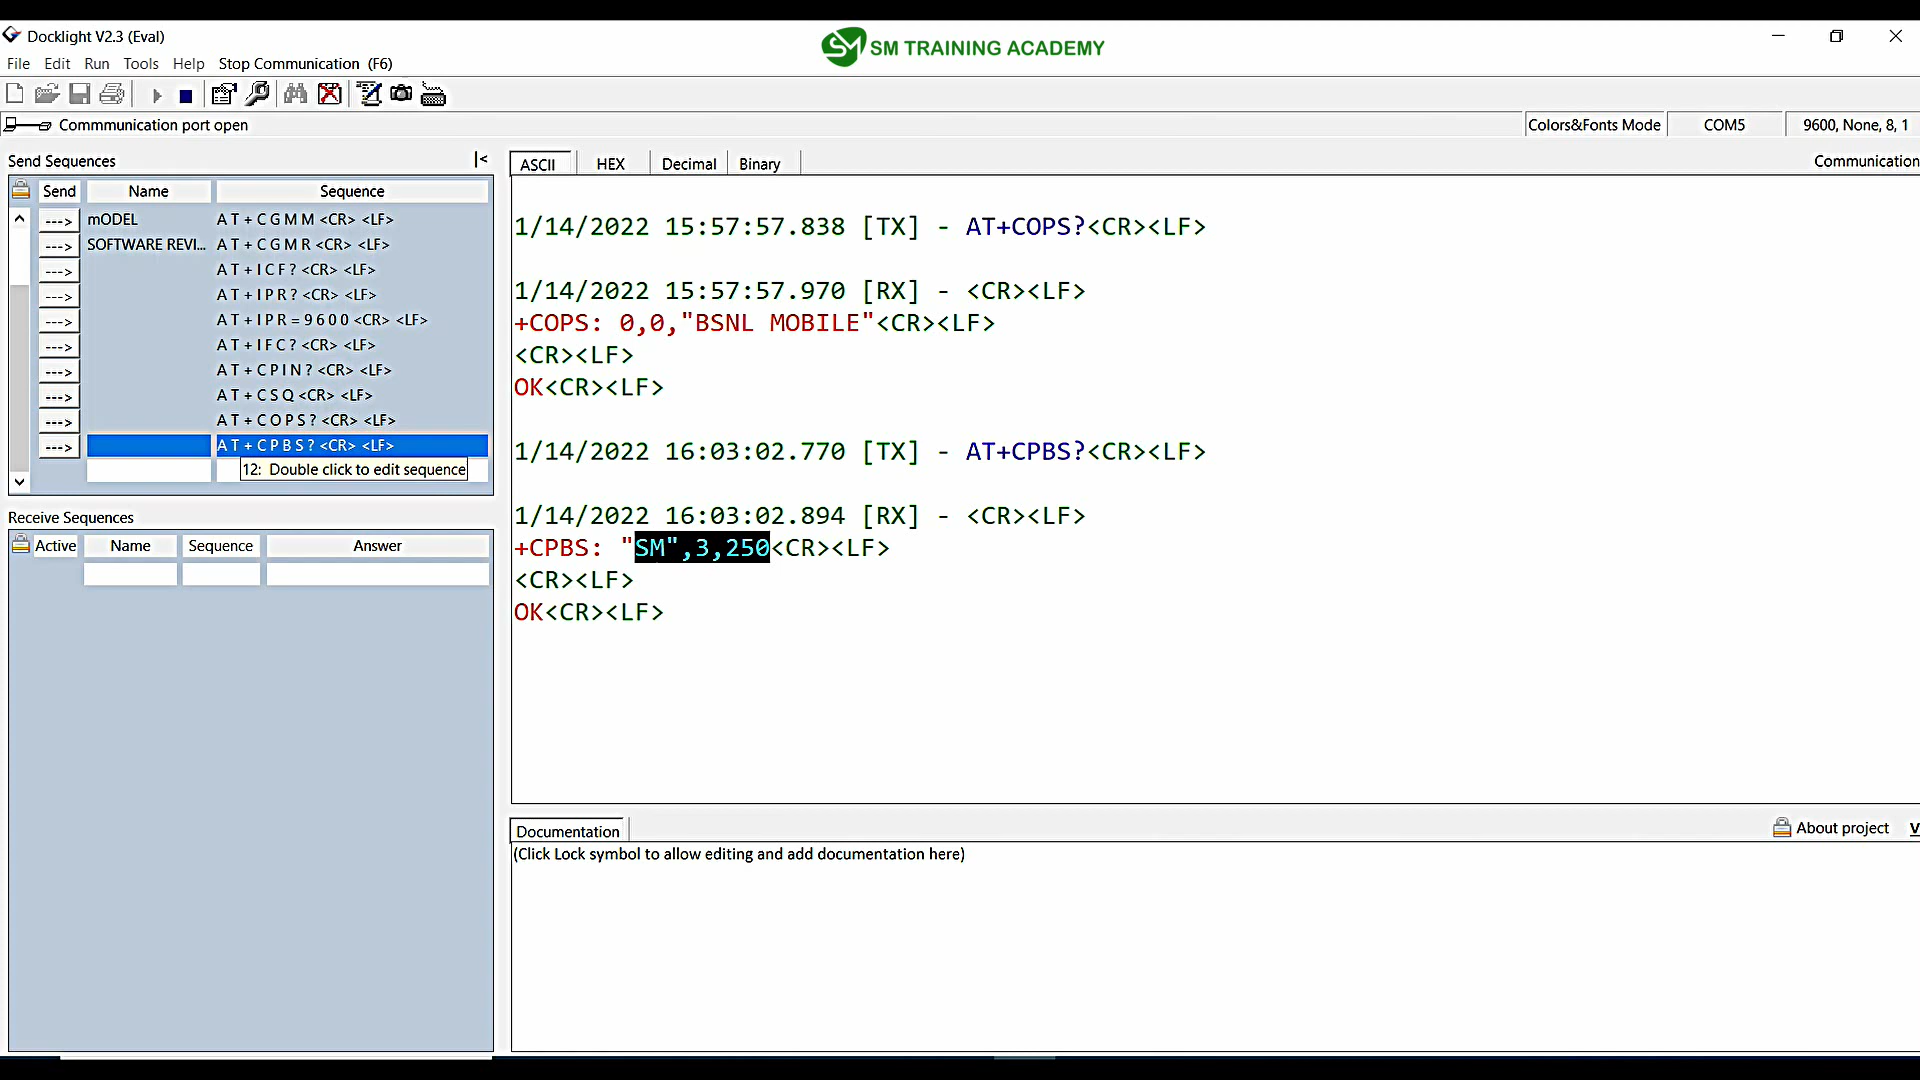 Docklight V2.3 (Eval)
SM SM TRAINING ACADEMY
File Edit Run Tools Help Stop Communication (F6)
Commmunication port open
Colors&Fonts Mode COM5 9600, None, 8, 1
Send Sequences
Send Name Sequence
---> mODEL AT+CGMM<CR><LF>
---> SOFTWARE REVI... AT+CGMR<CR><LF>
---> AT+ICF?<CR><LF>
---> AT+IPR?<CR><LF>
---> AT+IPR=9600<CR><LF>
---> AT+IFC?<CR><LF>
---> AT+CPIN?<CR><LF>
---> AT+CSQ<CR><LF>
---> AT+COPS?<CR><LF>
---> AT+CPBS?<CR><LF>
12: Double click to edit sequence
Receive Sequences
Active Name Sequence Answer
ASCII HEX Decimal Binary
Communication
1/14/2022 15:57:57.838 [TX] - AT+COPS?<CR><LF>
1/14/2022 15:57:57.970 [RX] - <CR><LF>
+COPS: 0,0,"BSNL MOBILE"<CR><LF>
<CR><LF>
OK<CR><LF>
1/14/2022 16:03:02.770 [TX] - AT+CPBS?<CR><LF>
1/14/2022 16:03:02.894 [RX] - <CR><LF>
+CPBS: "SM",3,250<CR><LF>
<CR><LF>
OK<CR><LF>
Documentation
About project V
(Click Lock symbol to allow editing and add documentation here)